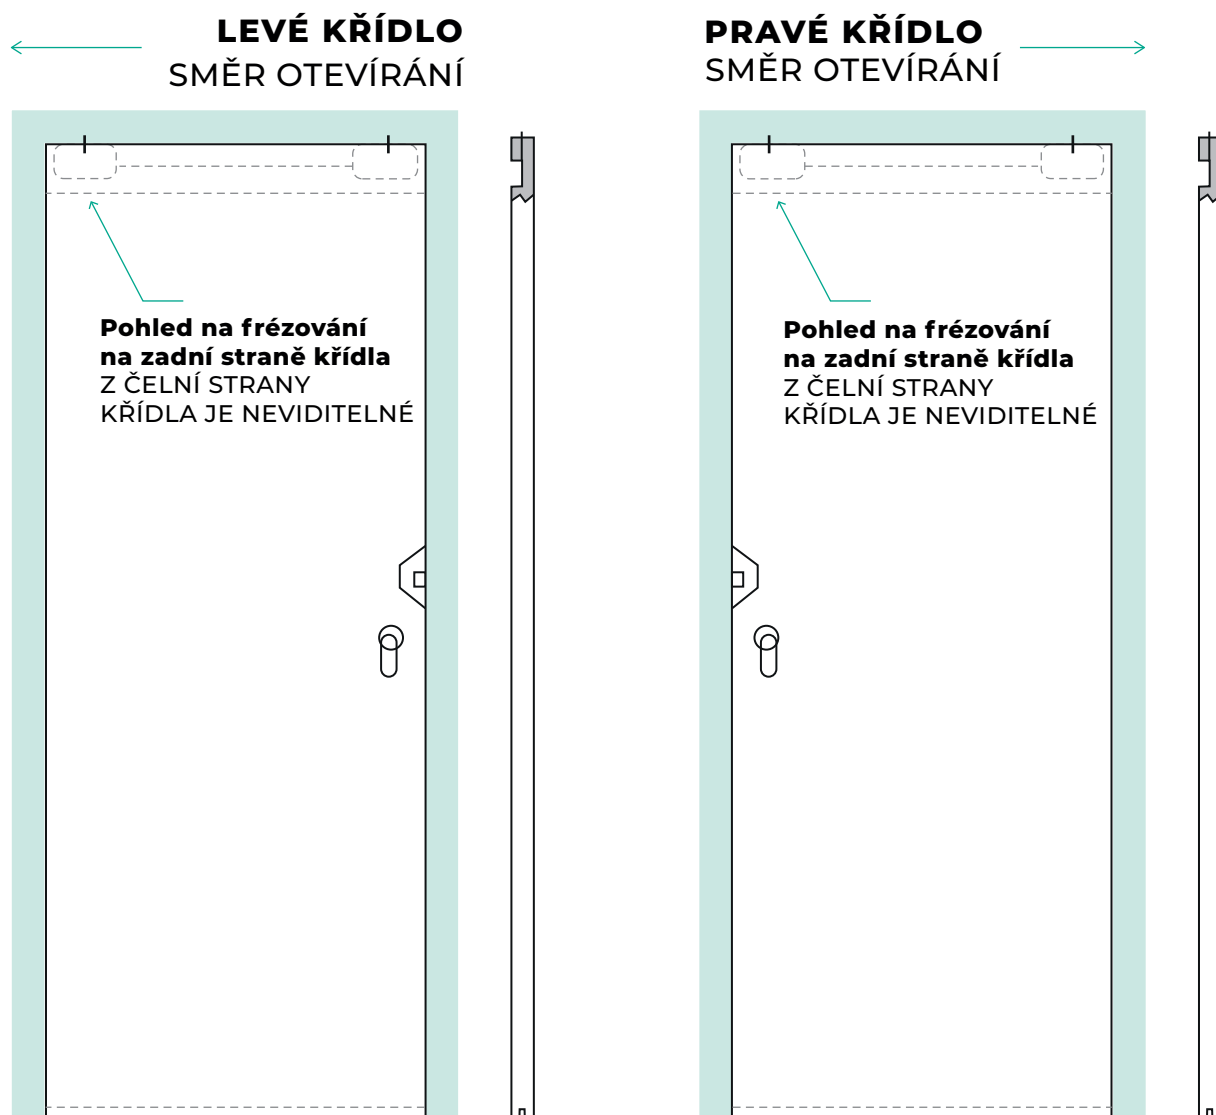 LEVÉ KŘÍDLO
SMĚR OTEVÍRÁNÍ
Pohled na frézování
na zadní straně křídla
Z ČELNÍ STRANY
KŘÍDLA JE NEVIDITELNÉ
PRAVÉ KŘÍDLO
SMĚR OTEVÍRÁNÍ
Pohled na frézování
na zadní straně křídla
Z ČELNÍ STRANY
KŘÍDLA JE NEVIDITELNÉ